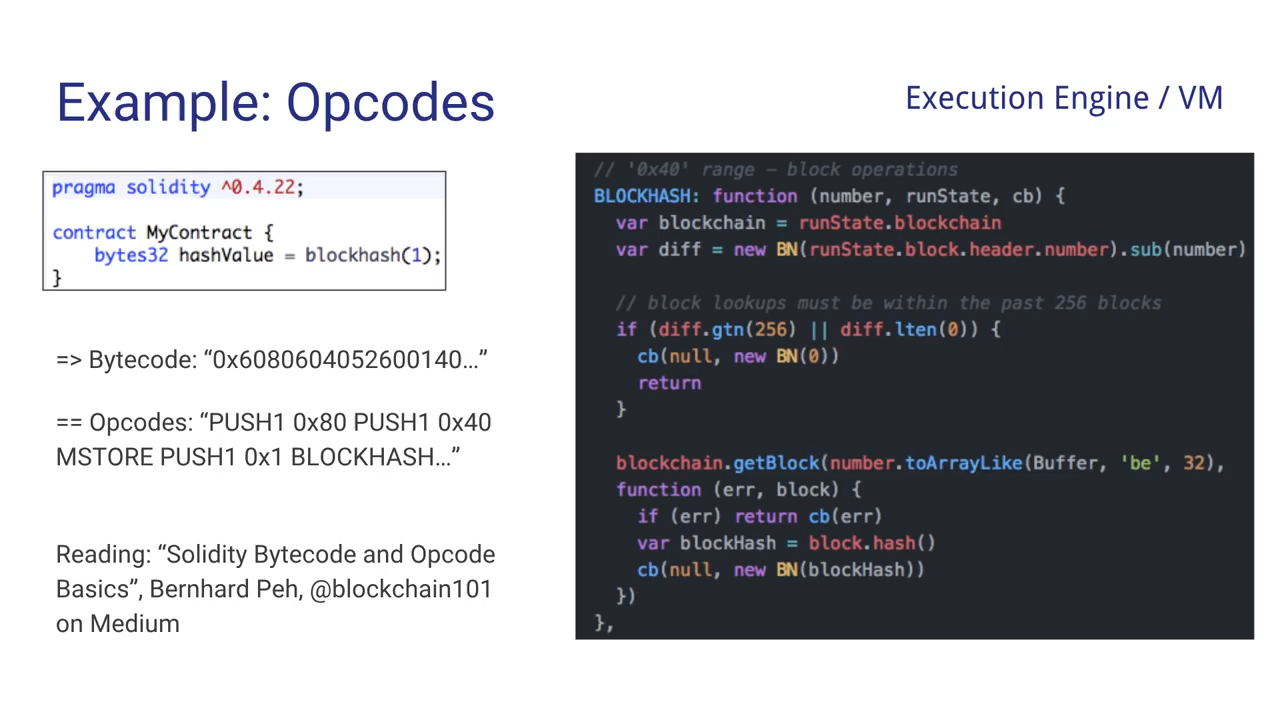 Example: Opcodes
Execution Engine / VM
pragma solidity ^0.4.22;
contract MyContract {
bytes32 hashValue = blockhash(1);
}
=> Bytecode: “0x6080604052600140…”
== Opcodes: “PUSH1 0x80 PUSH1 0x40
MSTORE PUSH1 0x1 BLOCKHASH…”
Reading: “Solidity Bytecode and Opcode
Basics”, Bernhard Peh, @blockchain101
on Medium
// '0x40' range – block operations
BLOCKHASH: function (number, runState, cb) {
var blockchain = runState.blockchain
var diff = new BN(runState.block.header.number).sub(number)
// block lookups must be within the past 256 blocks
if (diff.gtn(256) || diff.lten(0)) {
cb(null, new BN(0))
return
}
blockchain.getBlock(number.toArrayLike(Buffer, 'be', 32),
function (err, block) {
if (err) return cb(err)
var blockHash = block.hash()
cb(null, new BN(blockHash))
})
},